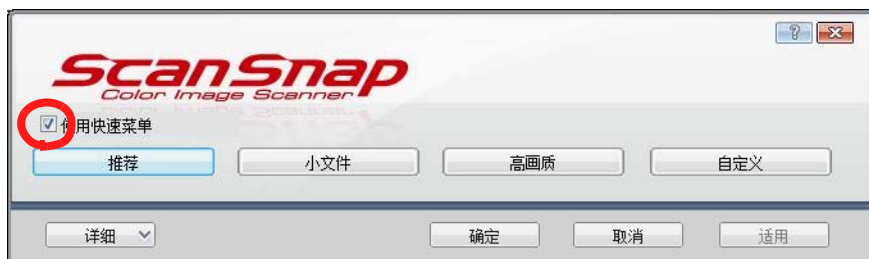 ScanSnap
Color Image Scanner
使用快速菜单
推荐 小文件 高画质 自定义
详细 确定 取消 适用